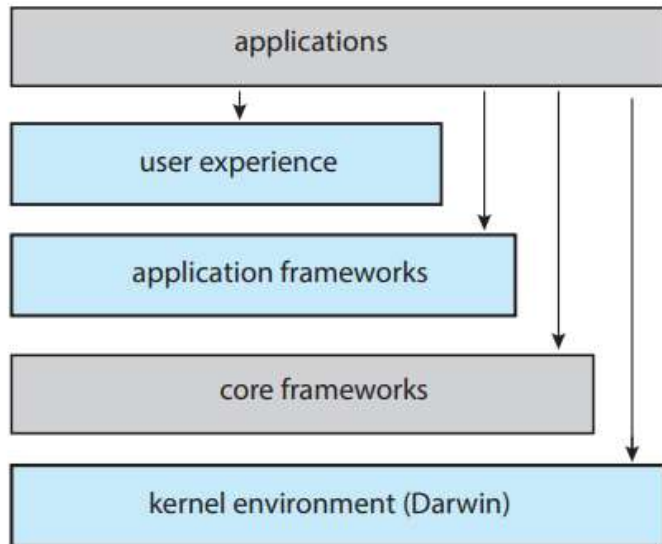 applications
user experience
application frameworks
core frameworks
kernel environment (Darwin)